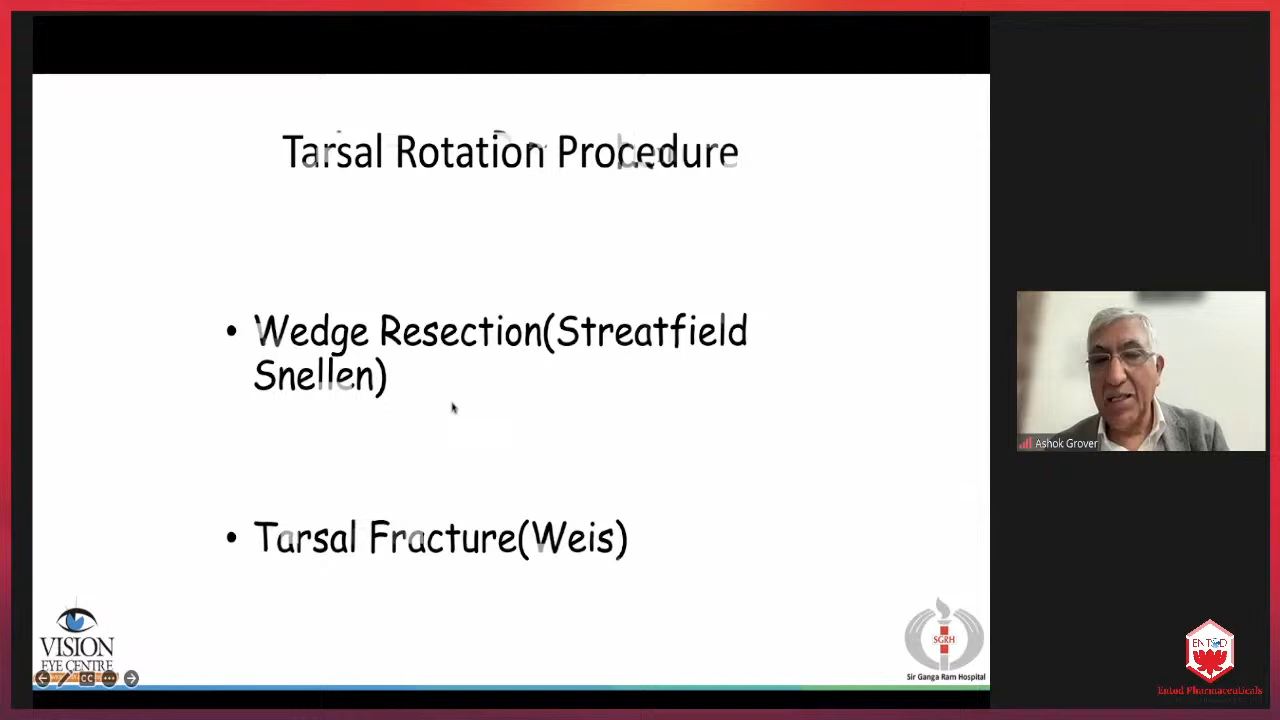 Tarsal Rotation Procedure
• Wedge Resection(Streatfield
Snellen)
• Tarsal Fracture(Weis)
Ashok Grover
VISION
EYE CENTRE
CC
SGRH
Sir Ganga Ram Hospital
ENTOD
Entod Pharmaceuticals